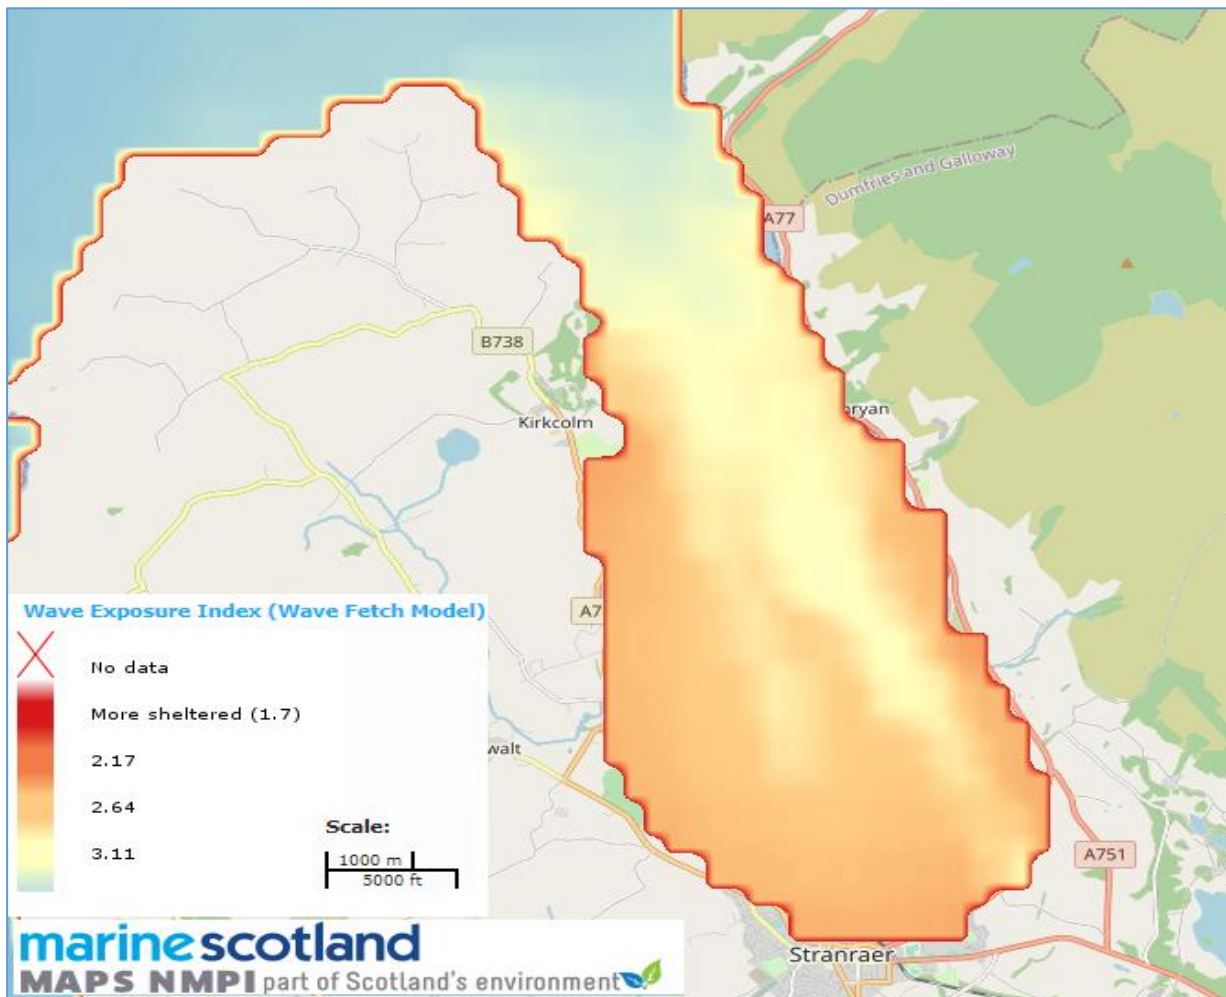 Dumfries and Galloway
A77
B738
Kirkcolm
oryan
A7
walt
Wave Exposure Index (Wave Fetch Model)
No data
More sheltered (1.7)
2.17
2.64
3.11
Scale:
1000 m
5000 ft
A751
Stranraer
marinescotland
MAPS NMPI part of Scotland's environment